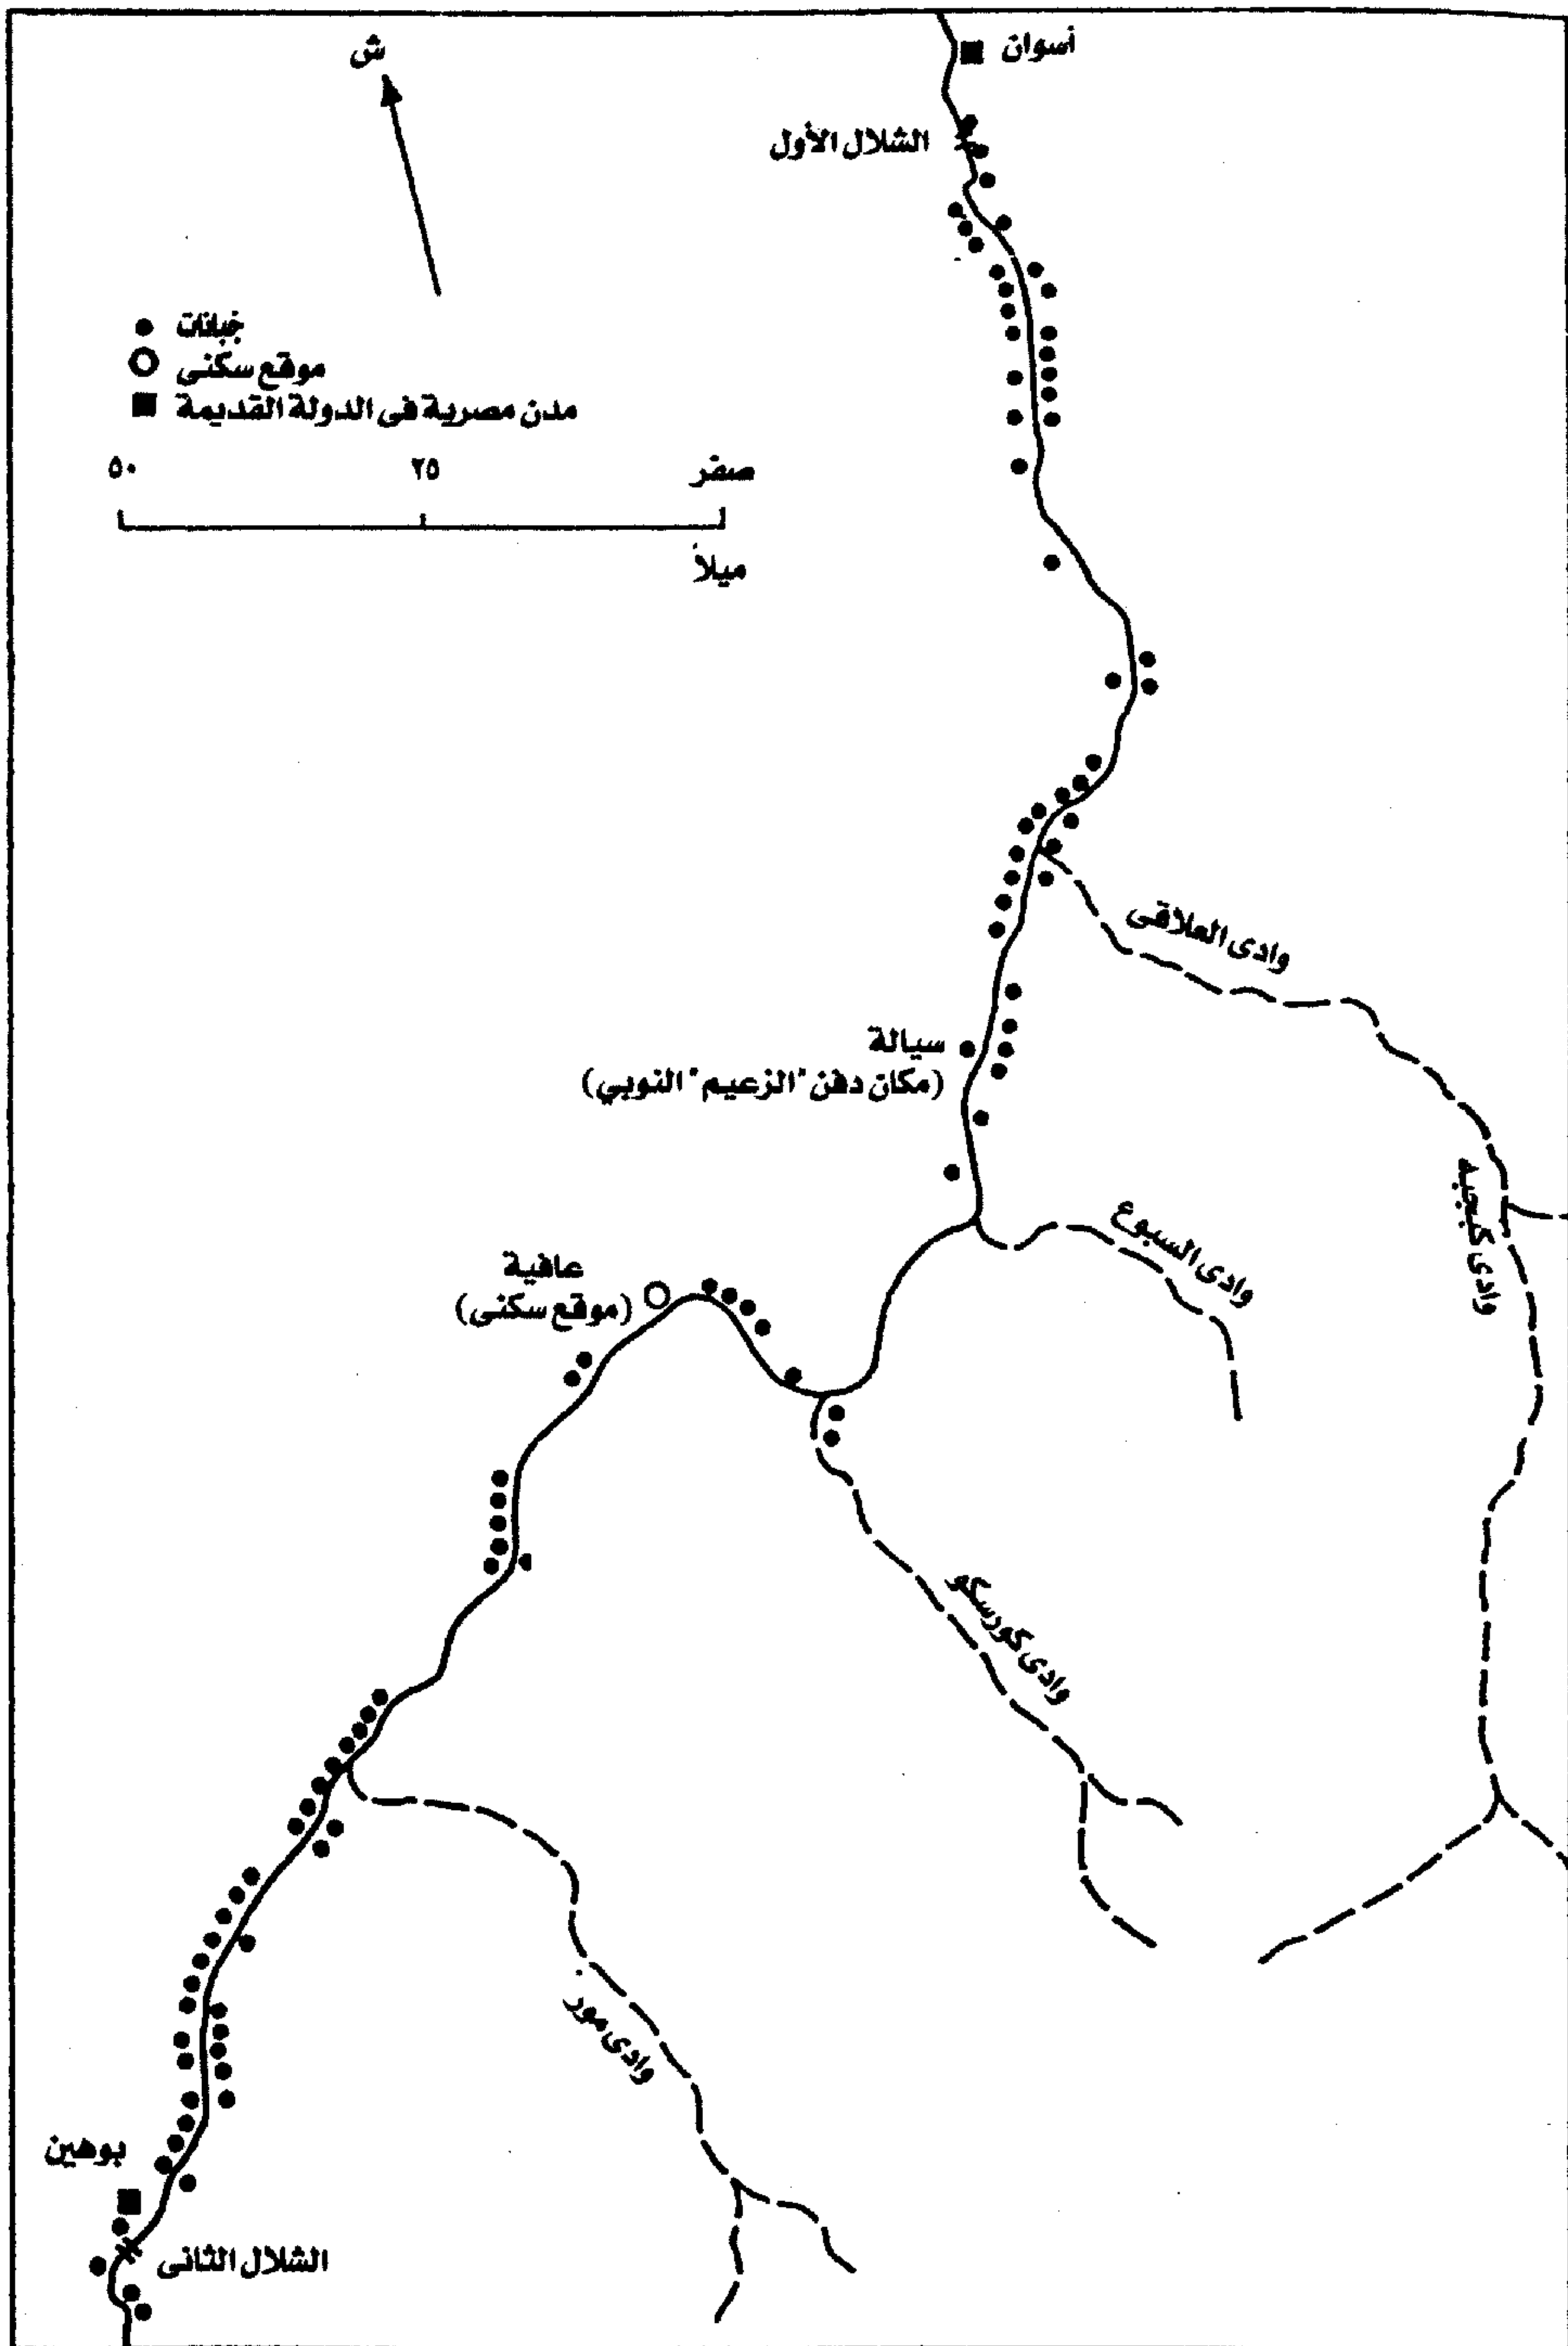 أسوان
ش
الشلال الأول
جبانات
موقع سكنى
مدن مصرية فى الدولة القديمة
صفر ٢٥ ٥٠
ميلاً
وادى العلاقى
سيالة
(مكان دفن "الزعيم" النوبي)
وادى السبوع
عافية
(موقع سكنى)
وادى كورسكو
وادى مور
بوهين
الشلال الثانى